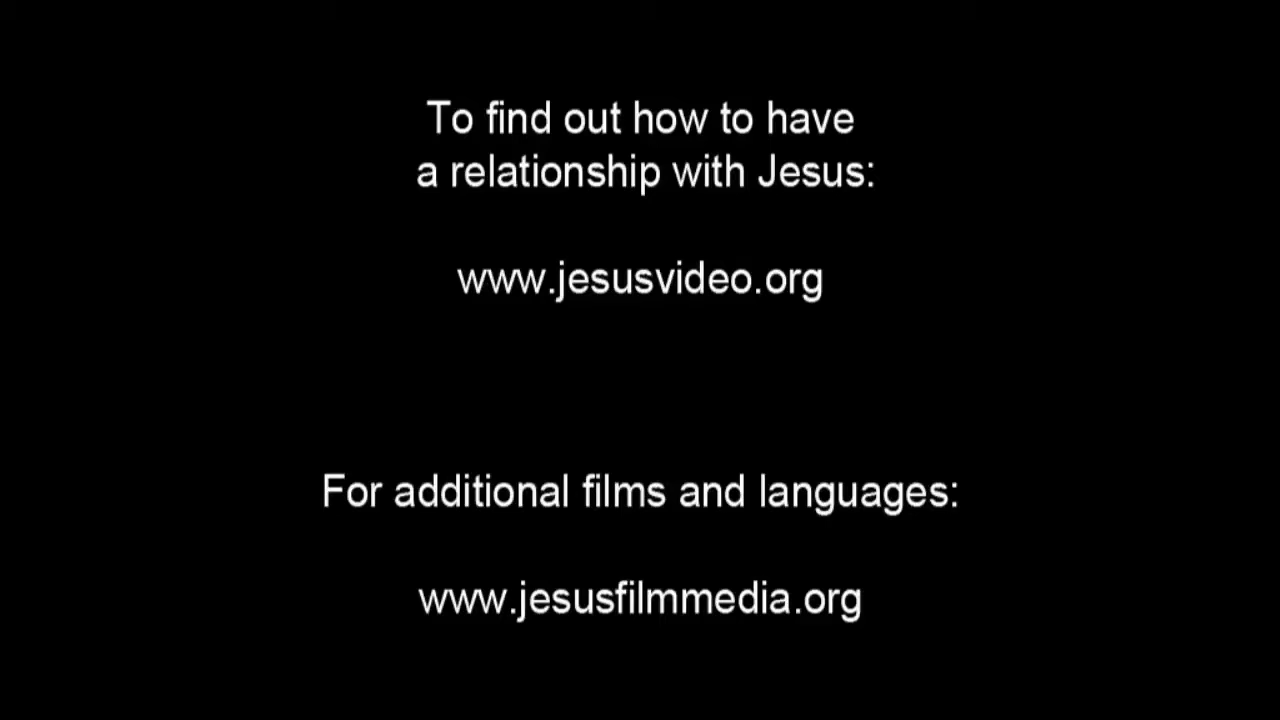 To find out how to have
a relationship with Jesus:
www.jesusvideo.org
For additional films and languages:
www.jesusfilmmedia.org